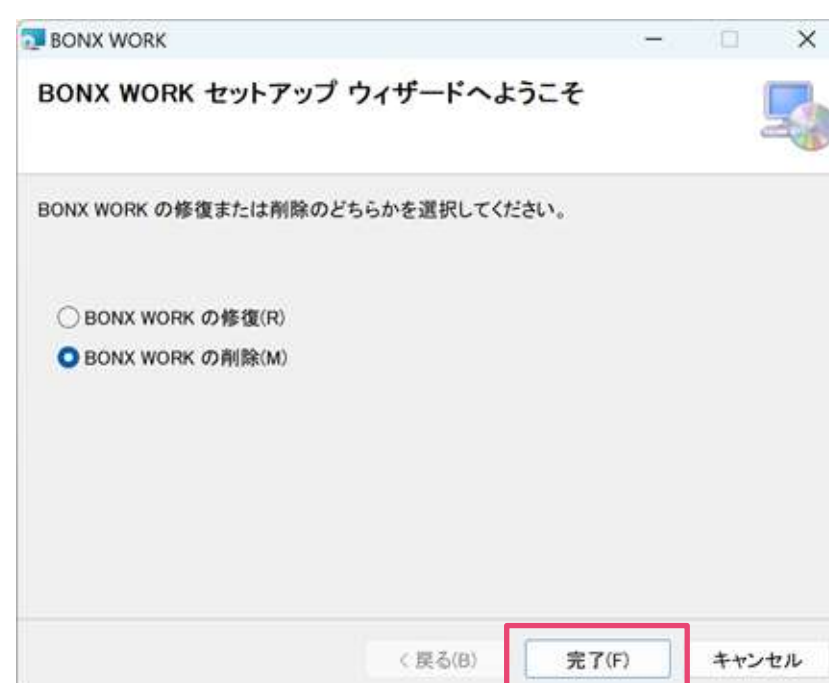 BONX WORK
BONX WORK セットアップ ウィザードへようこそ
BONX WORK の修復または削除のどちらかを選択してください。
BONX WORK の修復(R)
BONX WORK の削除(M)
< 戻る(B)
完了(F)
キャンセル